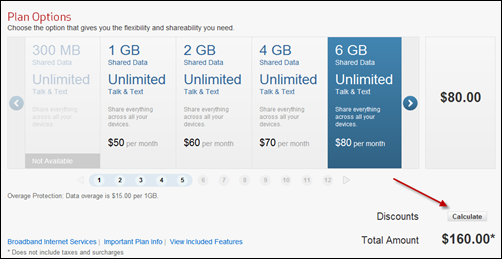 Plan Options
Choose the option that gives you the flexibility and shareability you need.
300 MB
Shared Data
Unlimited
Talk & Text
Share everything
across all your
devices.
Not Available
1 GB
Shared Data
Unlimited
Talk & Text
Share everything
across all your
devices.
$50 per month
2 GB
Shared Data
Unlimited
Talk & Text
Share everything
across all your
devices.
$60 per month
4 GB
Shared Data
Unlimited
Talk & Text
Share everything
across all your
devices.
$70 per month
6 GB
Shared Data
Unlimited
Talk & Text
Share everything
across all your
devices.
$80 per month
$80.00
1 2 3 4 5 6 7 8 9 10 11 12
Overage Protection: Data overage is $15.00 per 1GB.
Discounts Calculate
Total Amount $160.00*
Broadband Internet Services | Important Plan Info | View Included Features
* Does not include taxes and surcharges